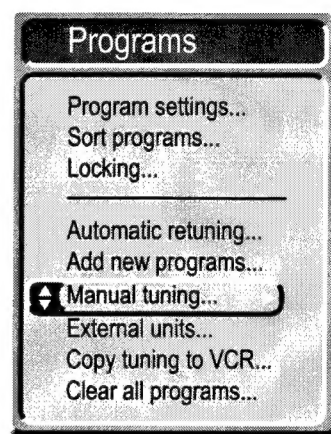 Programs
Program settings...
Sort programs...
Locking...
Automatic retuning...
Add new programs...
Manual tuning...
External units...
Copy tuning to VCR...
Clear all programs...